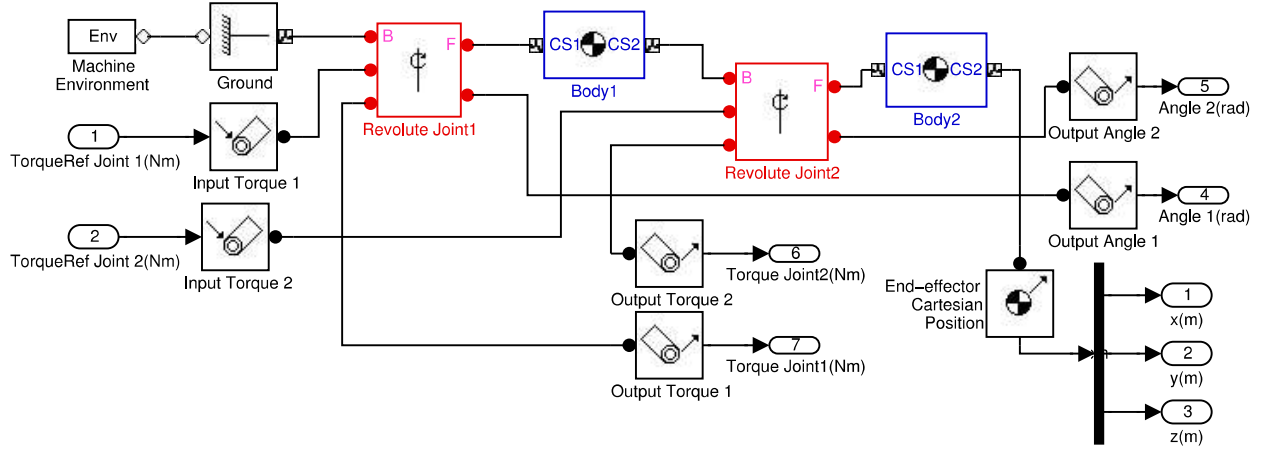 Env
Machine
Environment
Ground
B
F
Revolute Joint1
CS1
CS2
Body1
B
F
Revolute Joint2
CS1
CS2
Body2
Output Angle 2
5
Angle 2(rad)
1
TorqueRef Joint 1(Nm)
Input Torque 1
Output Angle 1
4
Angle 1(rad)
2
TorqueRef Joint 2(Nm)
Input Torque 2
Output Torque 2
6
Torque Joint2(Nm)
Output Torque 1
7
Torque Joint1(Nm)
End-effector
Cartesian
Position
1
x(m)
2
y(m)
3
z(m)